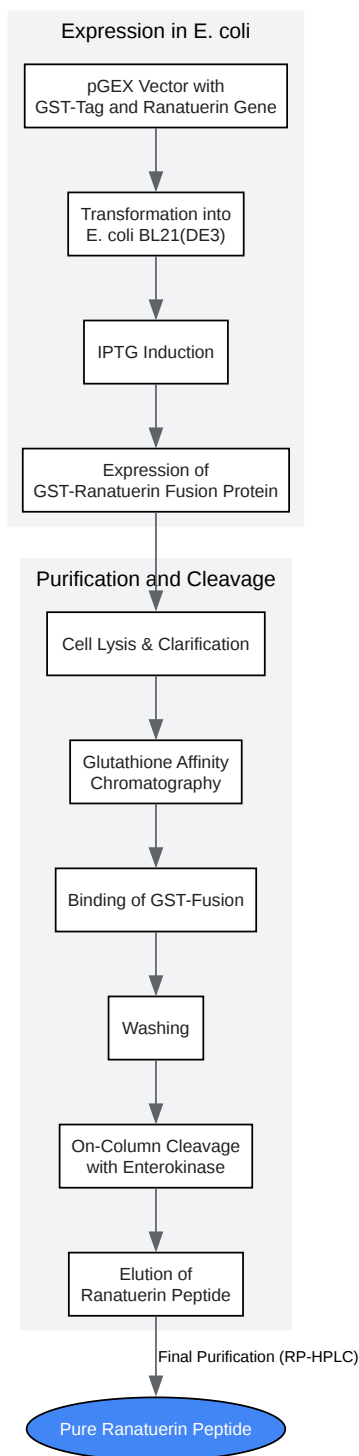 Expression in E. coli
pGEX Vector with
GST-Tag and Ranatuerin Gene
Transformation into
E. coli BL21(DE3)
IPTG Induction
Expression of
GST-Ranatuerin Fusion Protein
Purification and Cleavage
Cell Lysis & Clarification
Glutathione Affinity
Chromatography
Binding of GST-Fusion
Washing
On-Column Cleavage
with Enterokinase
Elution of
Ranatuerin Peptide
Final Purification (RP-HPLC)
Pure Ranatuerin Peptide